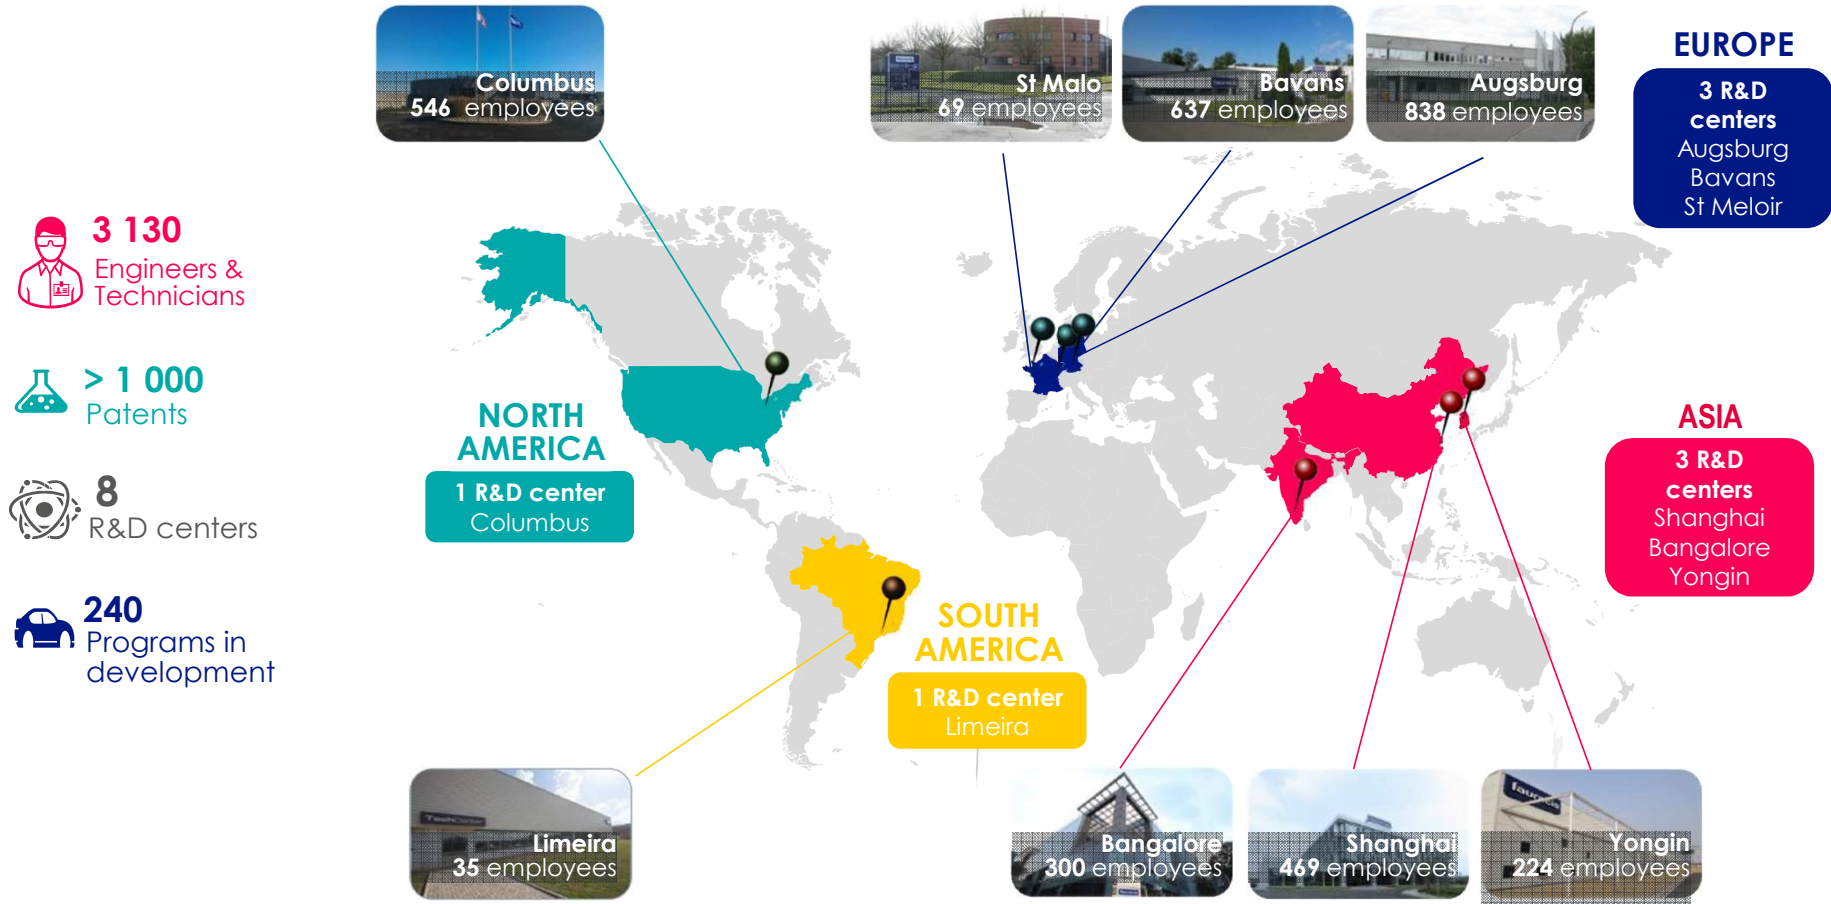 Columbus
546 employees
St Malo
69 employees
Bavans
637 employees
Augsburg
838 employees
EUROPE
3 R&D
centers
Augsburg
Bavans
St Meloir
3 130
Engineers &
Technicians
> 1 000
Patents
8
R&D centers
240
Programs in
development
NORTH
AMERICA
1 R&D center
Columbus
ASIA
3 R&D
centers
Shanghai
Bangalore
Yongin
SOUTH
AMERICA
1 R&D center
Limeira
TechCenter
Limeira
35 employees
Bangalore
300 employees
Shanghai
469 employees
Yongin
224 employees